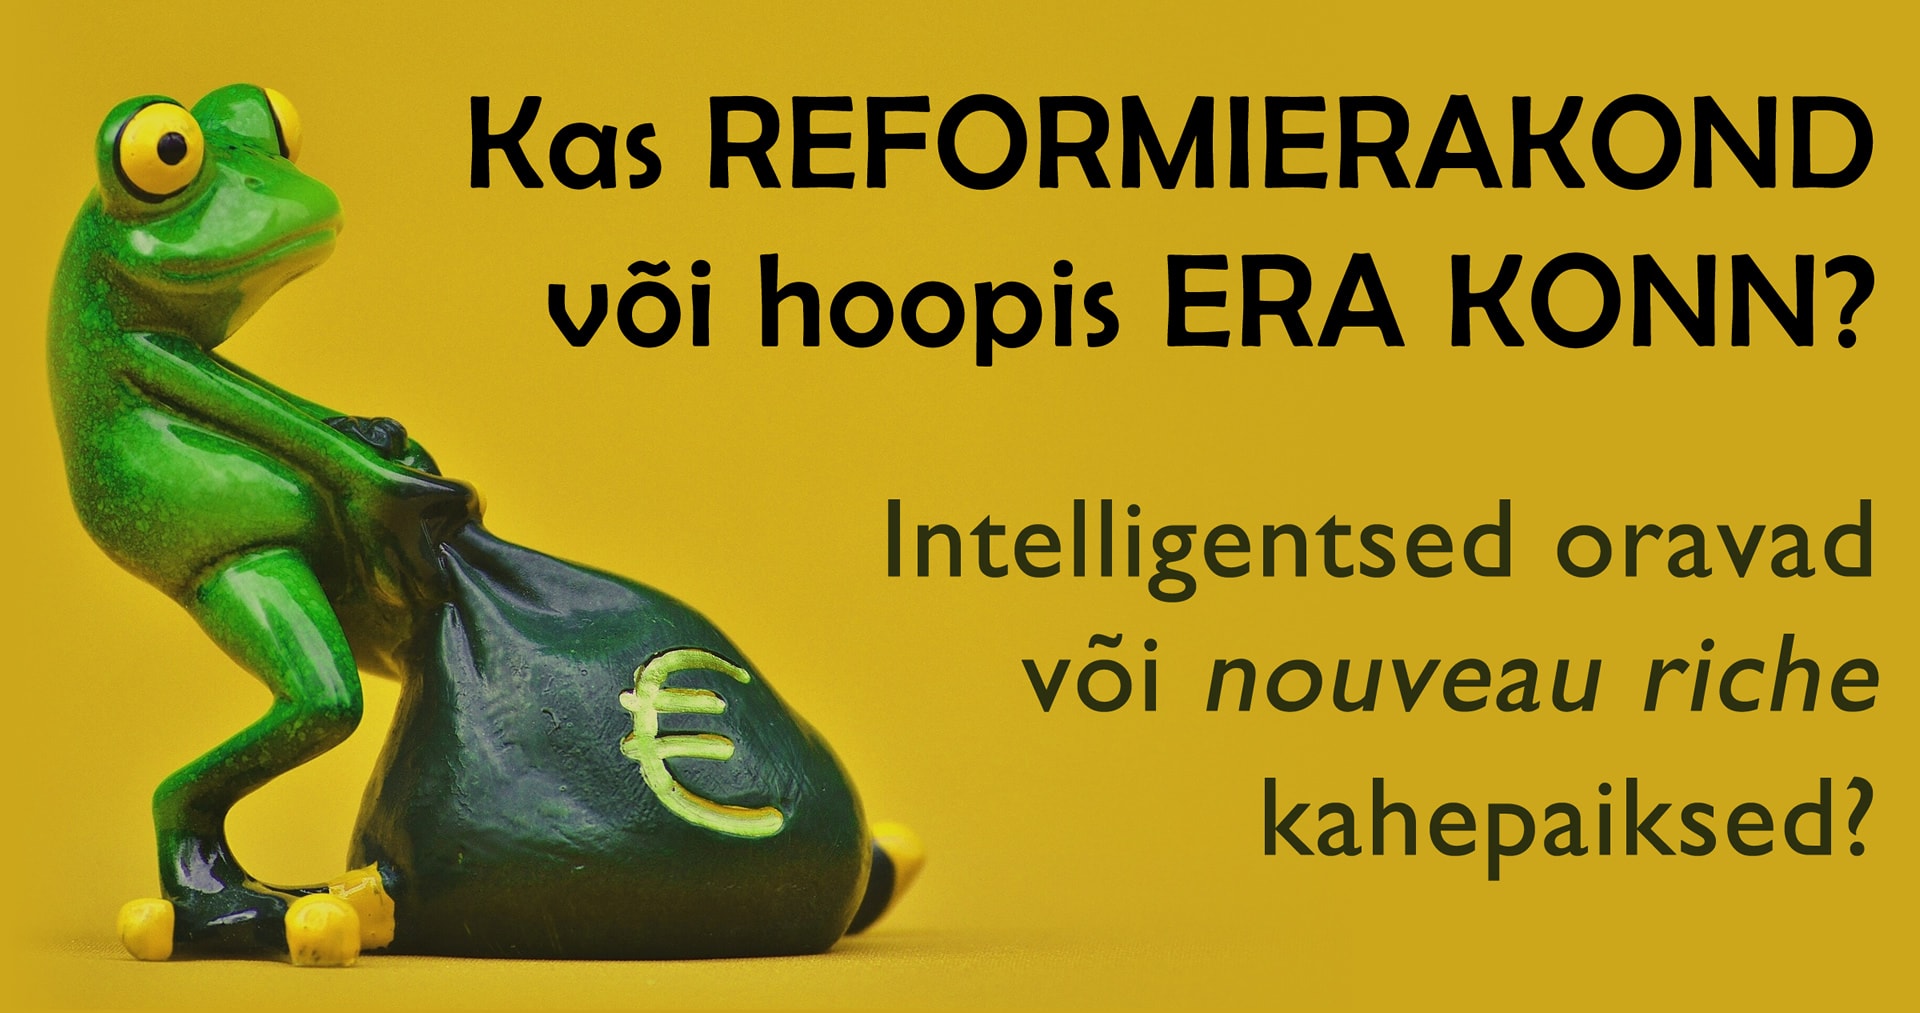 Kas REFORMIERAKOND
või hoopis ERA KONN?
Intelligentsed oravad
või nouveau riche
kahepaiksed?
€